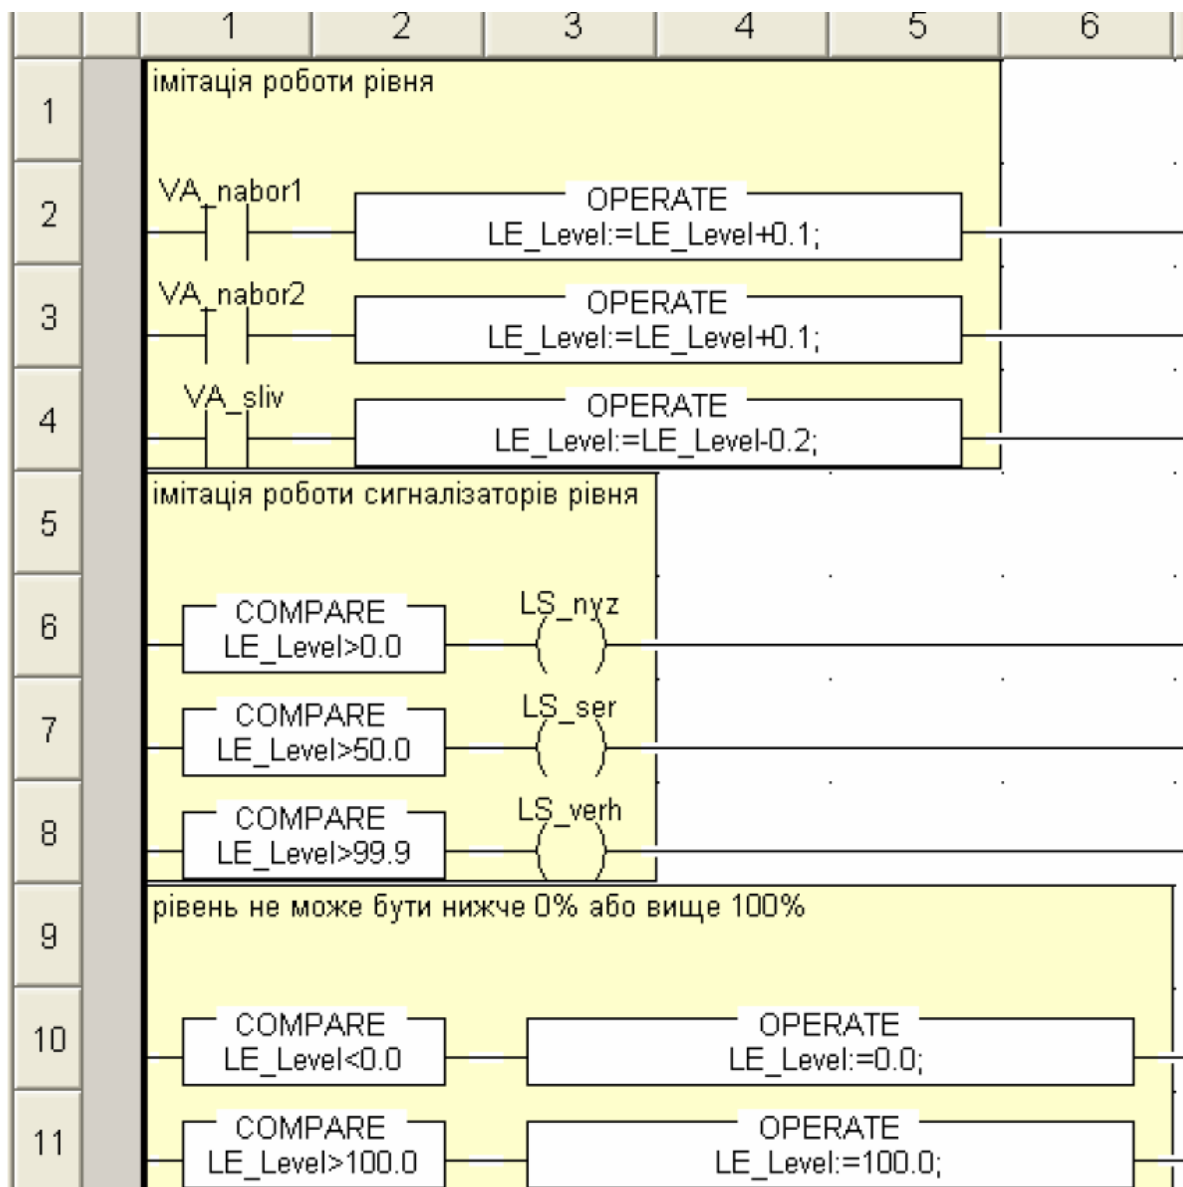 1 2 3 4 5 6
1
імітація роботи рівня
2
VA_nabor1
OPERATE
LE_Level:=LE_Level+0.1;
3
VA_nabor2
OPERATE
LE_Level:=LE_Level+0.1;
4
VA_sliv
OPERATE
LE_Level:=LE_Level-0.2;
5
імітація роботи сигналізаторів рівня
6
COMPARE
LE_Level>0.0
LS_nyz
7
COMPARE
LE_Level>50.0
LS_ser
8
COMPARE
LE_Level>99.9
LS_verh
9
рівень не може бути нижче 0% або вище 100%
10
COMPARE
LE_Level<0.0
OPERATE
LE_Level:=0.0;
11
COMPARE
LE_Level>100.0
OPERATE
LE_Level:=100.0;